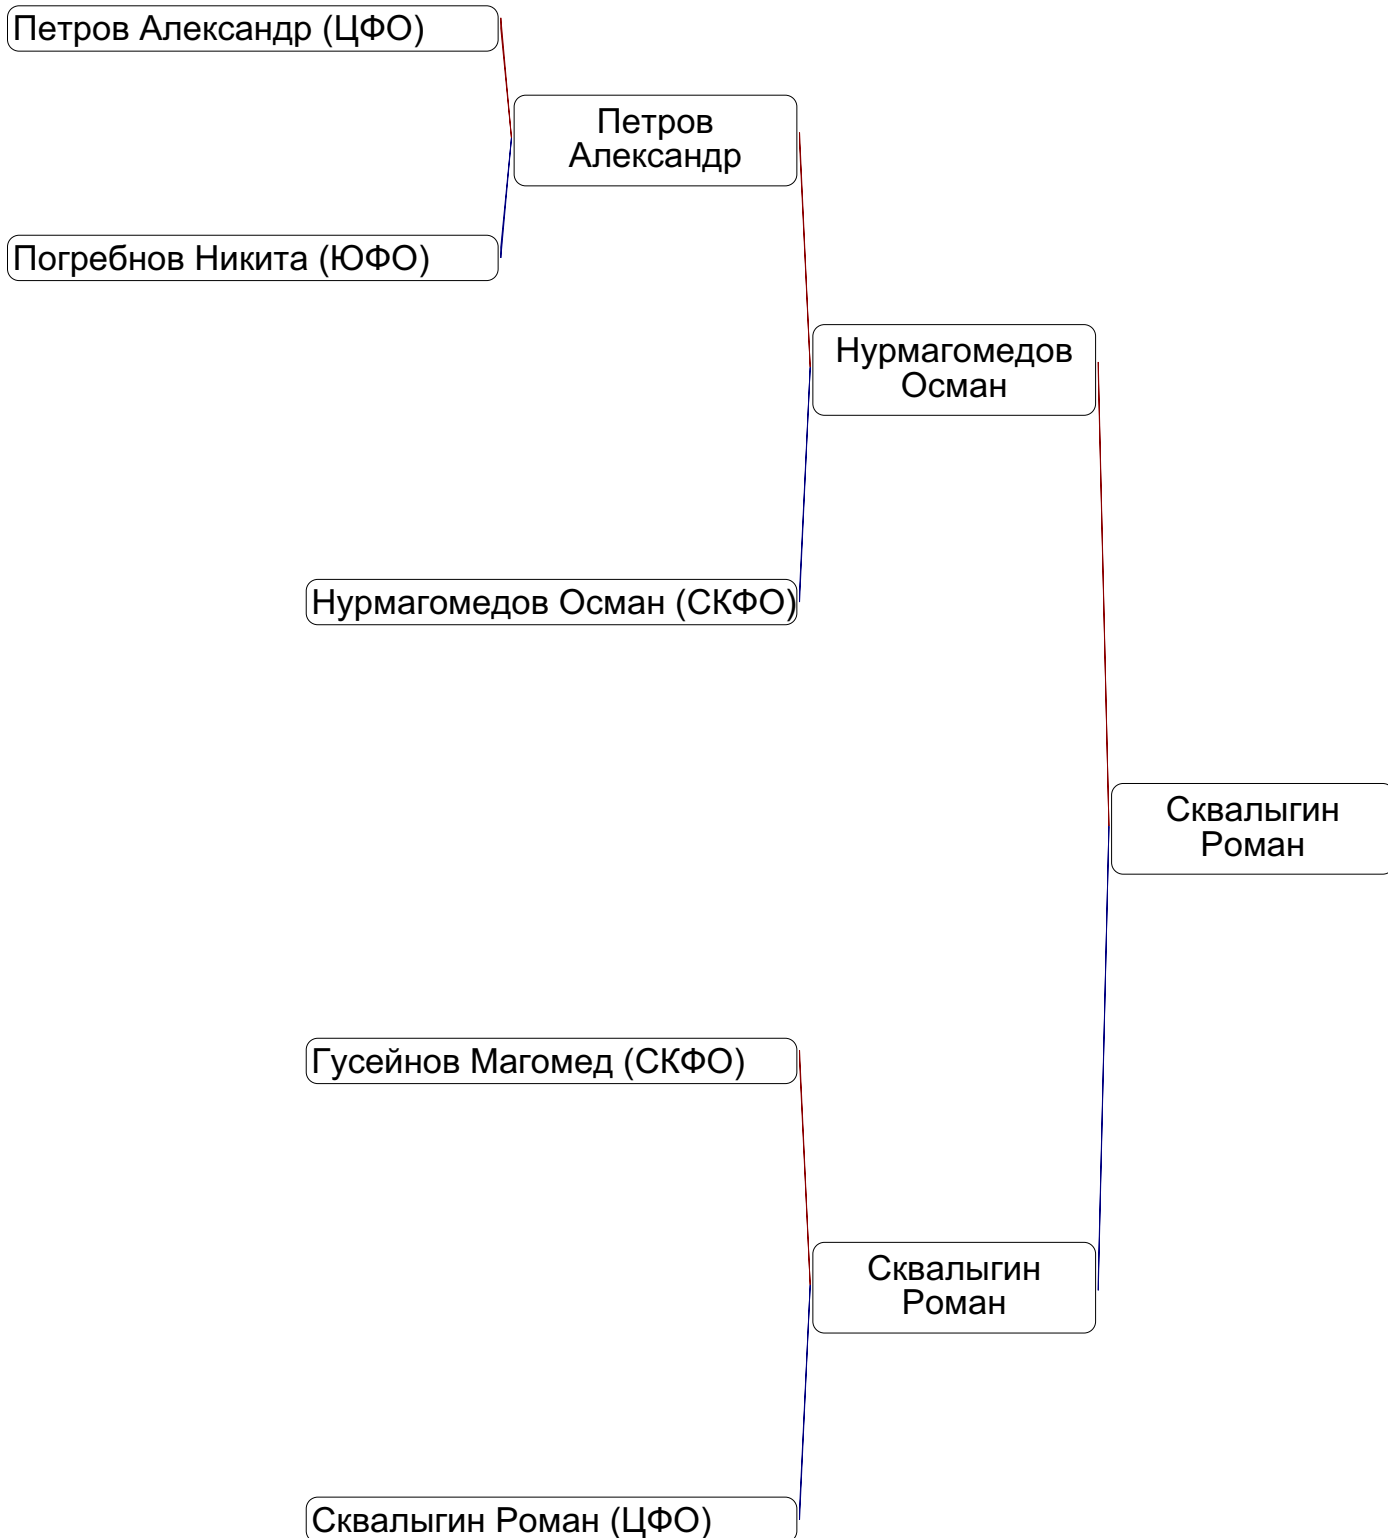 Петров Александр (ЦФО)
Петров
Александр
Погребнов Никита (ЮФО)
Нурмагомедов
Осман
Нурмагомедов Осман (СКФО)
Сквалыгин
Роман
Гусейнов Магомед (СКФО)
Сквалыгин
Роман
Сквалыгин Роман (ЦФО)